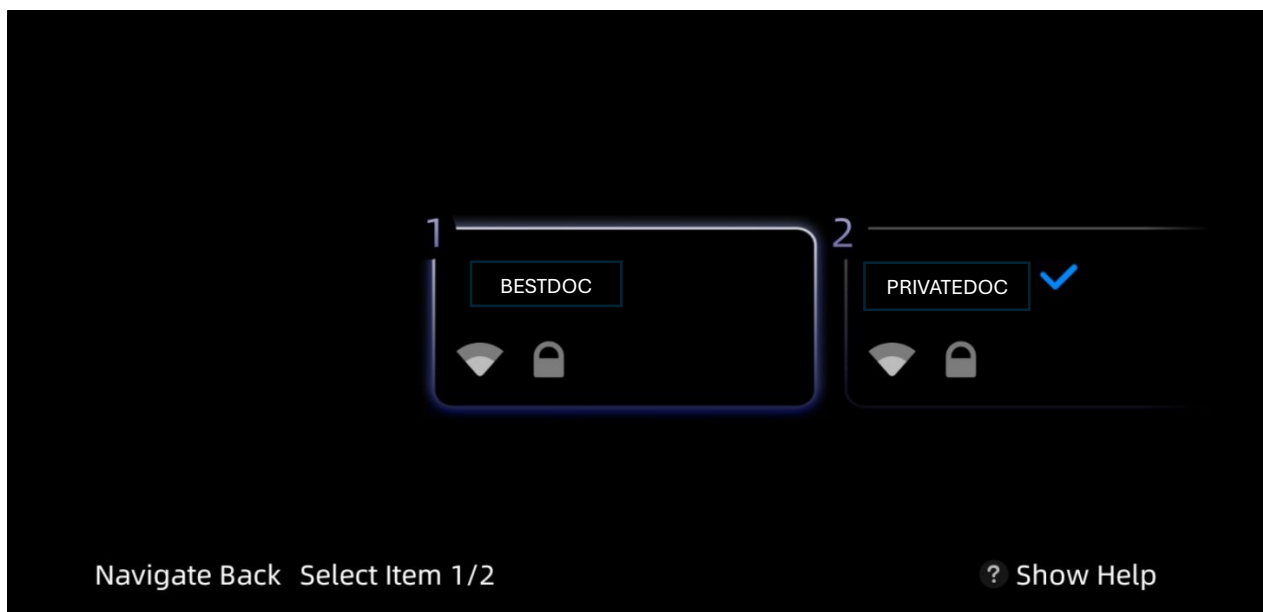 1
BESTDOC
2
PRIVATEDOC
Navigate Back Select Item 1/2
? Show Help